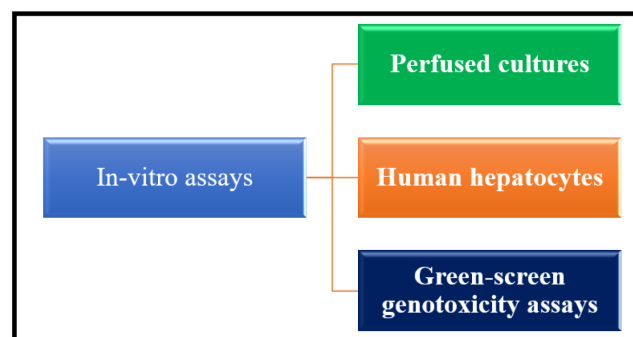 Perfused cultures
In-vitro assays
Human hepatocytes
Green-screen
genotoxicity assays